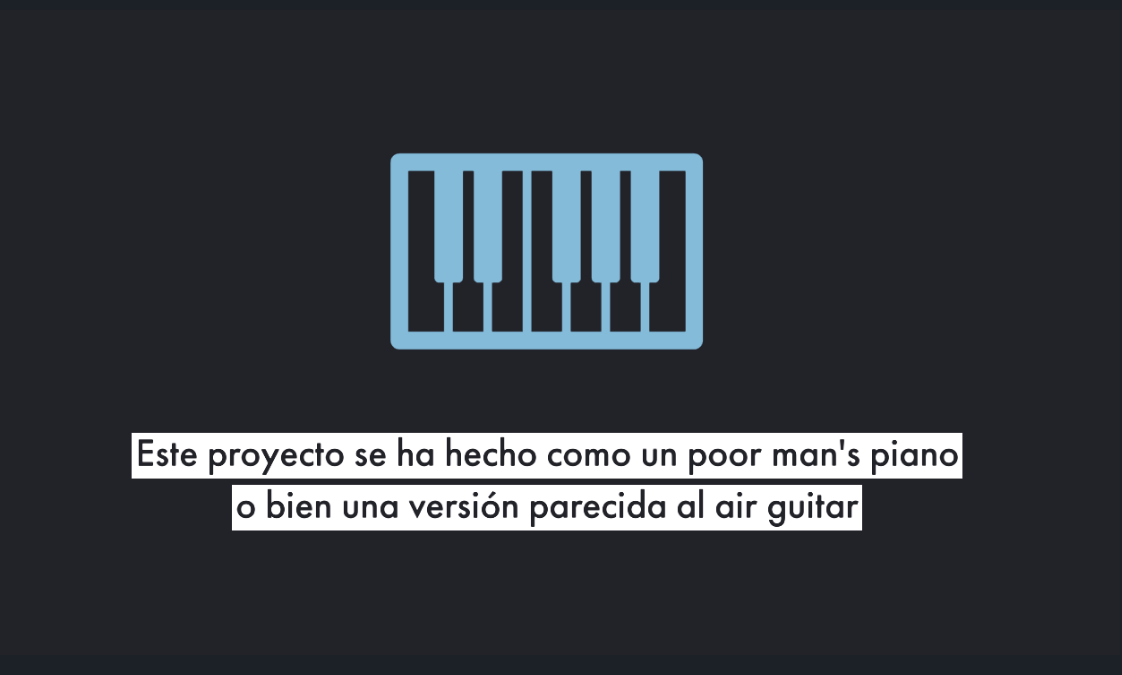 Este proyecto se ha hecho como un poor man's piano
o bien una versión parecida al air guitar